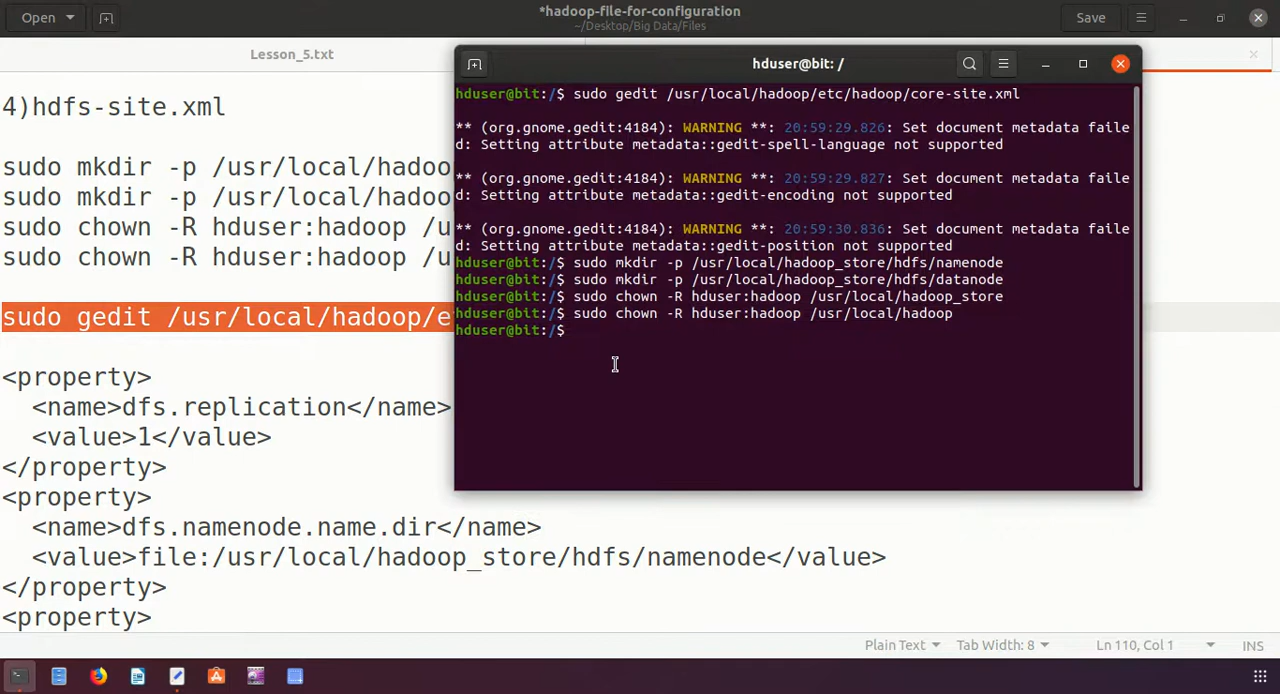 Open
*hadoop-file-for-configuration
~/Desktop/Big Data/Files
Save
Lesson_5.txt
4)hdfs-site.xml
sudo mkdir -p /usr/local/hadoo
sudo mkdir -p /usr/local/hadoo
sudo chown -R hduser:hadoop /u
sudo chown -R hduser:hadoop /u
sudo gedit /usr/local/hadoop/e
<property>
<name>dfs.replication</name>
<value>1</value>
</property>
<property>
<name>dfs.namenode.name.dir</name>
<value>file:/usr/local/hadoop_store/hdfs/namenode</value>
</property>
<property>
hduser@bit: /
hduser@bit:/$ sudo gedit /usr/local/hadoop/etc/hadoop/core-site.xml
** (org.gnome.gedit:4184): WARNING **: 20:59:29.826: Set document metadata faile
d: Setting attribute metadata::gedit-spell-language not supported
** (org.gnome.gedit:4184): WARNING **: 20:59:29.827: Set document metadata faile
d: Setting attribute metadata::gedit-encoding not supported
** (org.gnome.gedit:4184): WARNING **: 20:59:30.836: Set document metadata faile
d: Setting attribute metadata::gedit-position not supported
hduser@bit:/$ sudo mkdir -p /usr/local/hadoop_store/hdfs/namenode
hduser@bit:/$ sudo mkdir -p /usr/local/hadoop_store/hdfs/datanode
hduser@bit:/$ sudo chown -R hduser:hadoop /usr/local/hadoop_store
hduser@bit:/$ sudo chown -R hduser:hadoop /usr/local/hadoop
hduser@bit:/$
Plain Text
Tab Width: 8
Ln 110, Col 1
INS